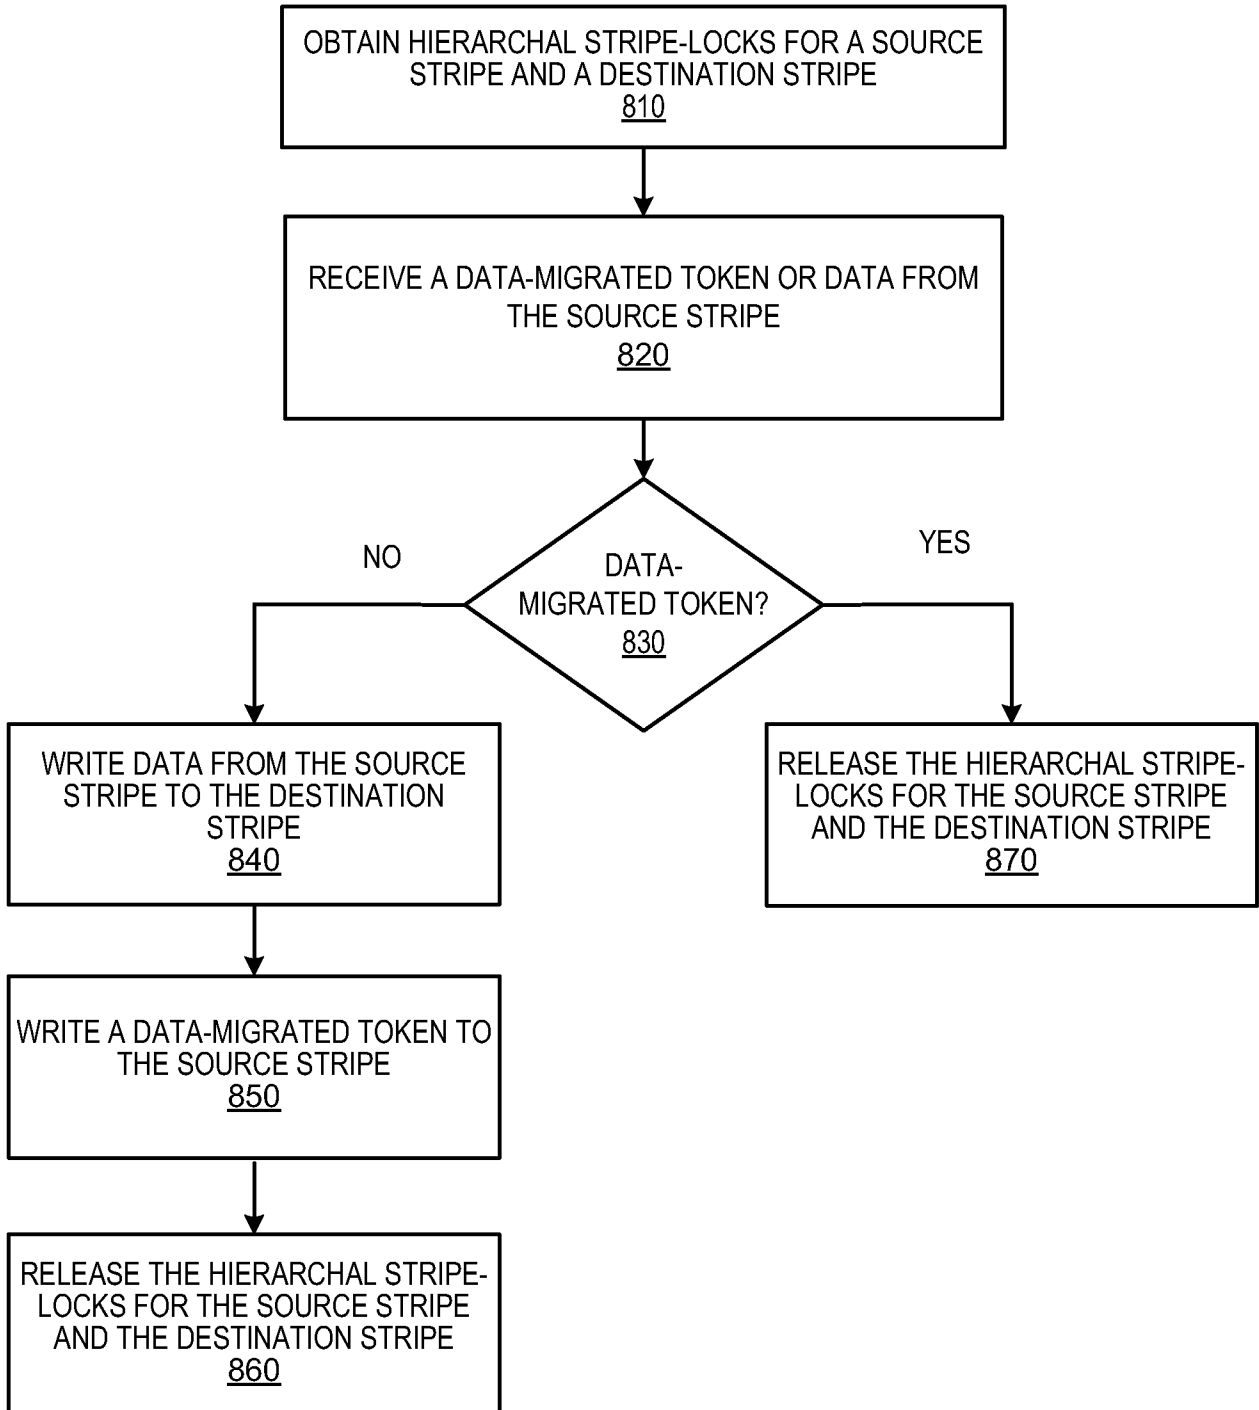 OBTAIN HIERARCHAL STRIPE-LOCKS FOR A SOURCE
STRIPE AND A DESTINATION STRIPE
810
RECEIVE A DATA-MIGRATED TOKEN OR DATA FROM
THE SOURCE STRIPE
820
NO
YES
DATA-
MIGRATED TOKEN?
830
WRITE DATA FROM THE SOURCE
STRIPE TO THE DESTINATION
STRIPE
840
RELEASE THE HIERARCHAL STRIPE-
LOCKS FOR THE SOURCE STRIPE
AND THE DESTINATION STRIPE
870
WRITE A DATA-MIGRATED TOKEN TO
THE SOURCE STRIPE
850
RELEASE THE HIERARCHAL STRIPE-
LOCKS FOR THE SOURCE STRIPE
AND THE DESTINATION STRIPE
860